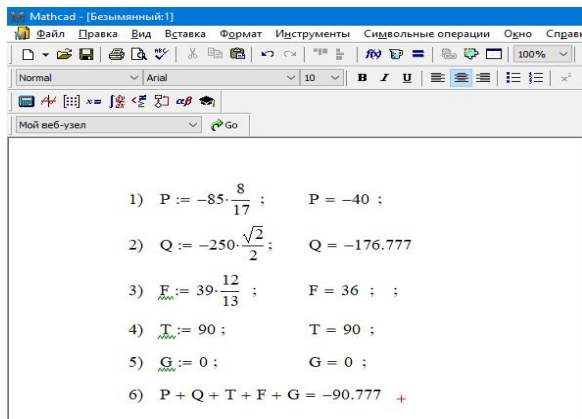 Mathcad - [Безымянный:1]
Файл Правка Вид Вставка Формат Инструменты Символьные операции Окно Справк
100%
Normal Arial 10 B I U
αβ
Мой веб-узел Go
1) P := −85·8/17 ; P = −40 ;
2) Q := −250·√2/2 ; Q = −176.777
3) F := 39·12/13 ; F = 36 ; ;
4) T := 90 ; T = 90 ;
5) G := 0 ; G = 0 ;
6) P + Q + T + F + G = −90.777